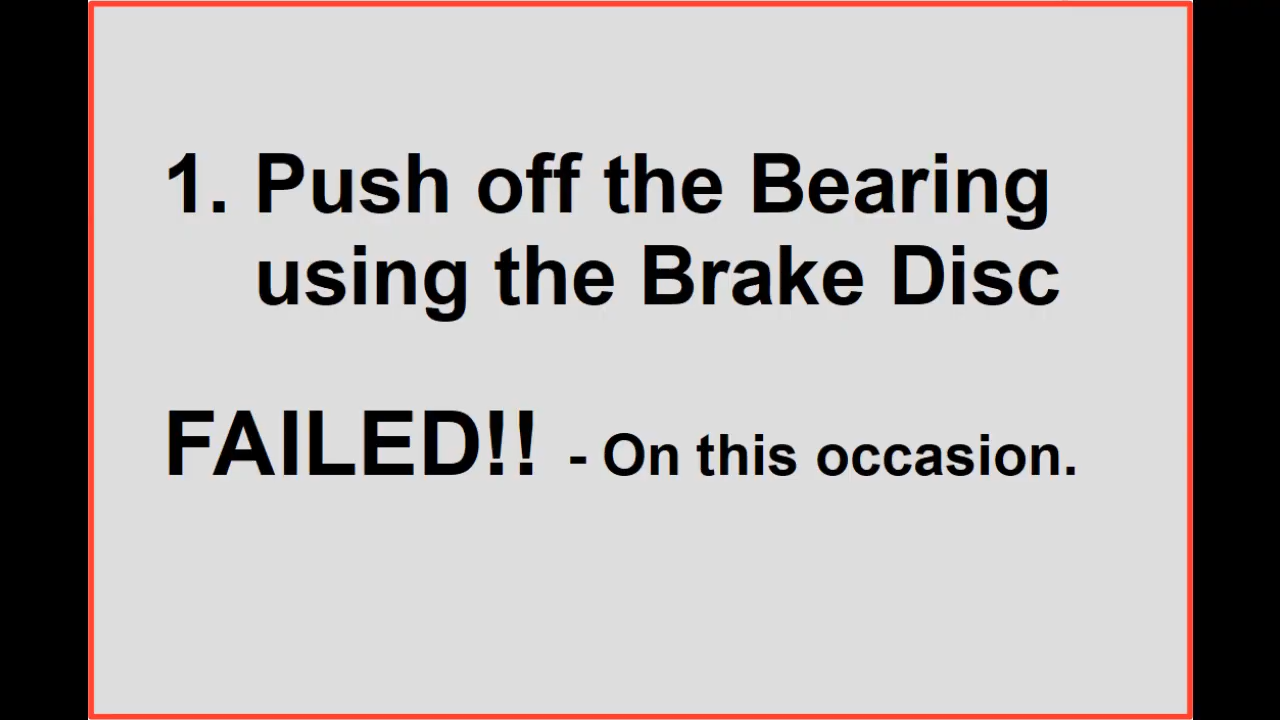 1. Push off the Bearing
using the Brake Disc
FAILED!! - On this occasion.